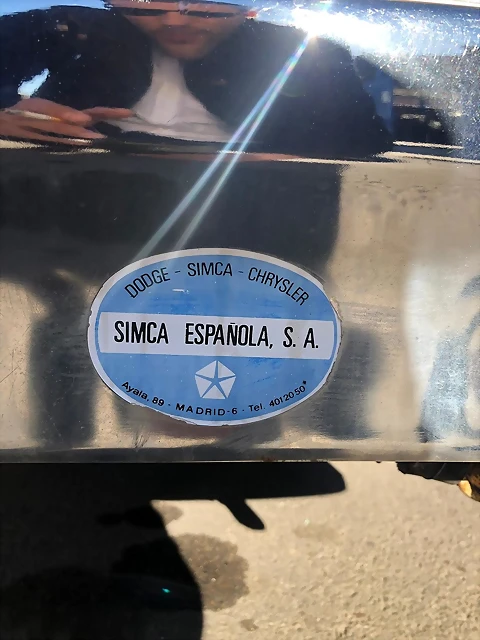 DODGE - SIMCA - CHRYSLER
SIMCA ESPAÑOLA, S. A.
Ayala, 89 - MADRID-6 - Tel. 4012050*